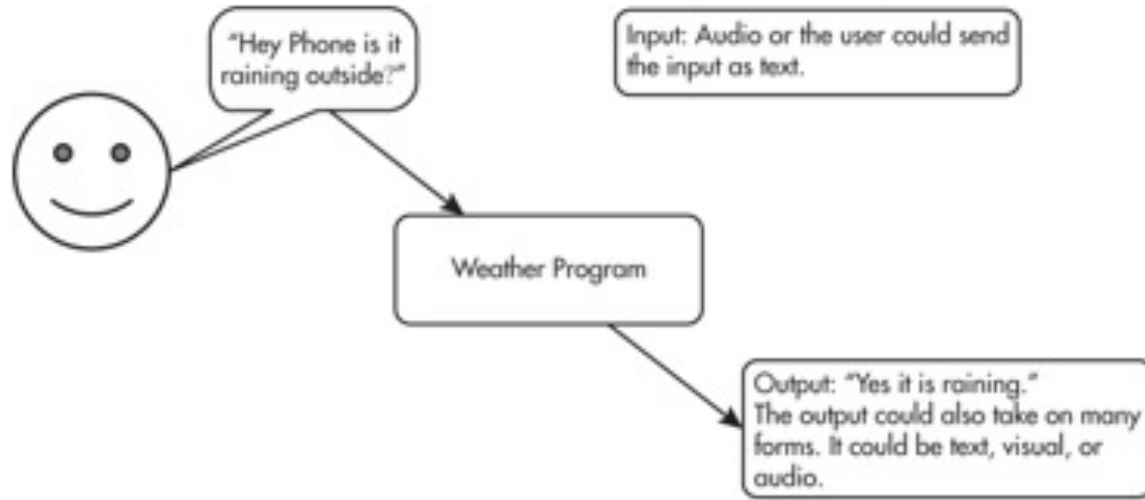 “Hey Phone is it
raining outside?”
Input: Audio or the user could send
the input as text.
Weather Program
Output: “Yes it is raining.”
The output could also take on many
forms. It could be text, visual, or
audio.